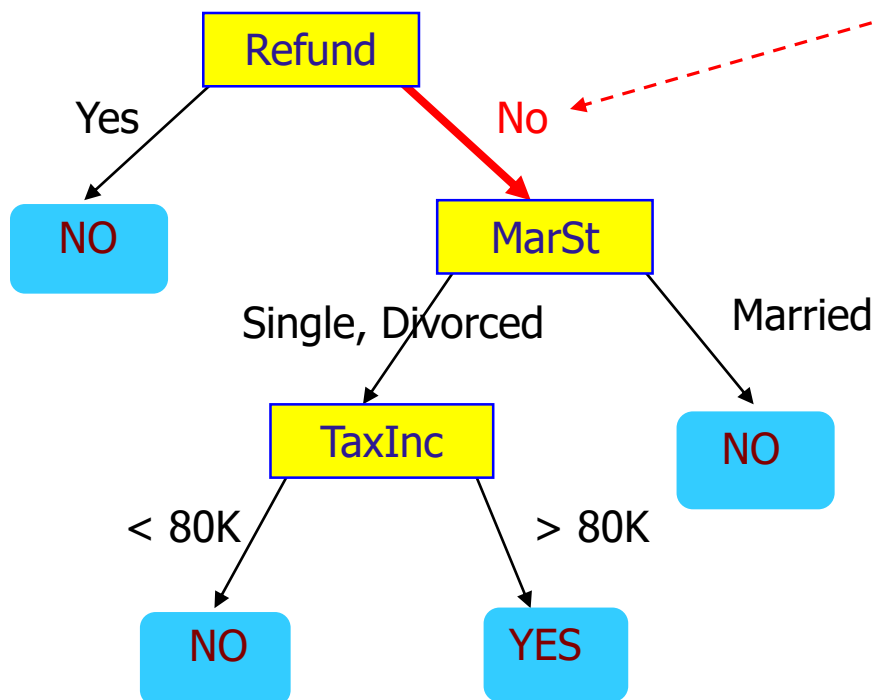 Refund
Yes
No
NO
MarSt
Single, Divorced
Married
TaxInc
NO
< 80K
> 80K
NO
YES